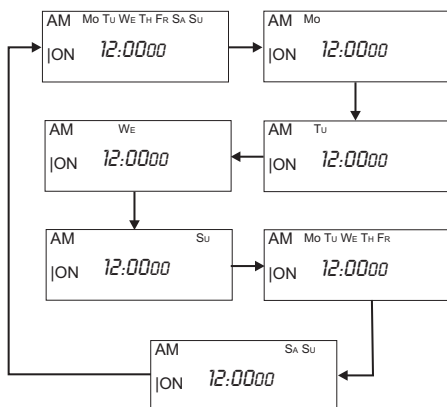 AM Mo Tu We Th Fr Sa Su
|ON 12:0000
AM Mo
|ON 12:0000
AM Tu
|ON 12:0000
AM We
|ON 12:0000
AM Su
|ON 12:0000
AM Mo Tu We Th Fr
|ON 12:0000
AM Sa Su
|ON 12:0000